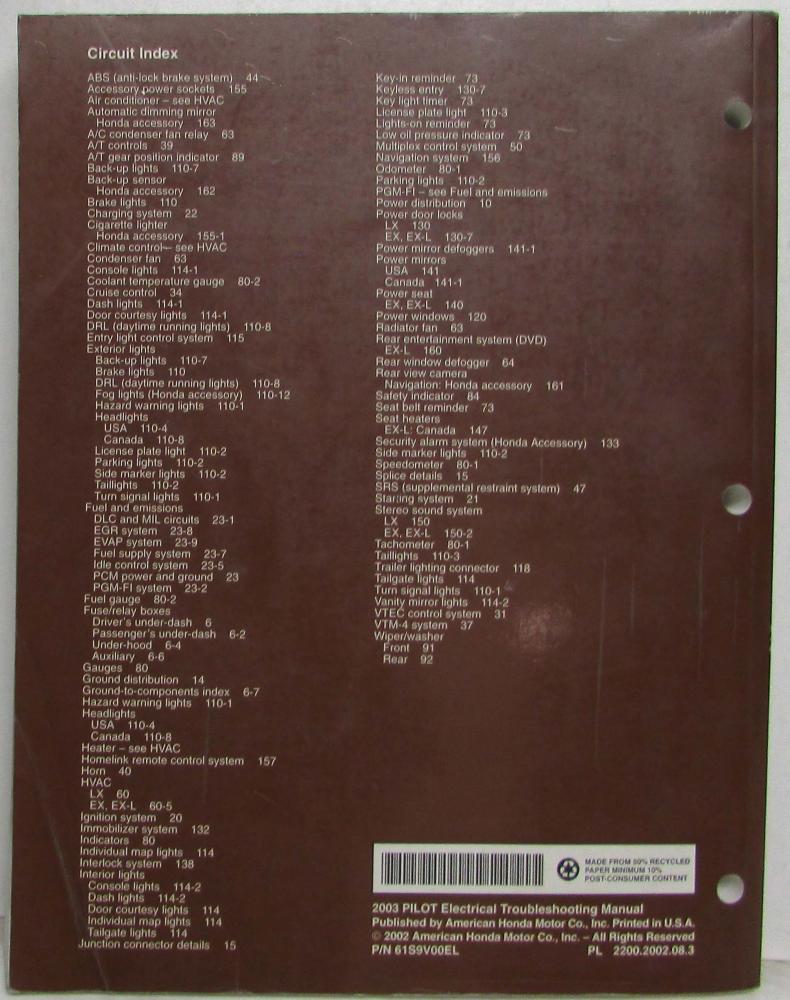 Circuit Index
ABS (anti-lock brake system) 44
Accessory power sockets 155
Air conditioner – see HVAC
Automatic dimming mirror
Honda accessory 163
A/C condenser fan relay 63
A/T controls 39
A/T gear position indicator 89
Back-up lights 110-7
Back-up sensor
Honda accessory 162
Brake lights 110
Charging system 22
Cigarette lighter
Honda accessory 155-1
Climate control – see HVAC
Condenser fan 63
Console lights 114-1
Coolant temperature gauge 80-2
Cruise control 34
Dash lights 114-1
Door courtesy lights 114-1
DRL (daytime running lights) 110-8
Entry light control system 115
Exterior lights
Back-up lights 110-7
Brake lights 110
DRL (daytime running lights) 110-8
Fog lights (Honda accessory) 110-12
Hazard warning lights 110-1
Headlights
USA 110-4
Canada 110-8
License plate light 110-2
Parking lights 110-2
Side marker lights 110-2
Taillights 110-2
Turn signal lights 110-1
Fuel and emissions
DLC and MIL circuits 23-1
EGR system 23-8
EVAP system 23-9
Fuel supply system 23-7
Idle control system 23-5
PCM power and ground 23
PGM-FI system 23-2
Fuel gauge 80-2
Fuse/relay boxes
Driver's under-dash 6
Passenger's under-dash 6-2
Under-hood 6-4
Auxiliary 6-6
Gauges 80
Ground distribution 14
Ground-to-components index 6-7
Hazard warning lights 110-1
Headlights
USA 110-4
Canada 110-8
Heater – see HVAC
Homelink remote control system 157
Horn 40
HVAC
LX 60
EX, EX-L 60-5
Ignition system 20
Immobilizer system 132
Indicators 80
Individual map lights 114
Interlock system 138
Interior lights
Console lights 114-2
Dash lights 114-2
Door courtesy lights 114
Individual map lights 114
Tailgate lights 114
Junction connector details 15
Key-in reminder 73
Keyless entry 130-7
Key light timer 73
License plate light 110-3
Lights-on reminder 73
Low oil pressure indicator 73
Multiplex control system 50
Navigation system 156
Odometer 80-1
Parking lights 110-2
PGM-FI – see Fuel and emissions
Power distribution 10
Power door locks
LX 130
EX, EX-L 130-7
Power mirror defoggers 141-1
Power mirrors
USA 141
Canada 141-1
Power seat
EX, EX-L 140
Power windows 120
Radiator fan 63
Rear entertainment system (DVD)
EX-L 160
Rear window defogger 64
Rear view camera
Navigation: Honda accessory 161
Safety indicator 84
Seat belt reminder 73
Seat heaters
EX-L: Canada 147
Security alarm system (Honda Accessory) 133
Side marker lights 110-2
Speedometer 80-1
Splice details 15
SRS (supplemental restraint system) 47
Starting system 21
Stereo sound system
LX 150
EX, EX-L 150-2
Tachometer 80-1
Taillights 110-3
Trailer lighting connector 118
Tailgate lights 114
Turn signal lights 110-1
Vanity mirror lights 114-2
VTEC control system 31
VTM-4 system 37
Wiper/washer
Front 91
Rear 92
MADE FROM 50% RECYCLED
PAPER MINIMUM 10%
POST-CONSUMER CONTENT
2003 PILOT Electrical Troubleshooting Manual
Published by American Honda Motor Co., Inc. Printed in U.S.A.
© 2002 American Honda Motor Co., Inc. – All Rights Reserved
P/N 61S9V00EL PL 2200.2002.08.3